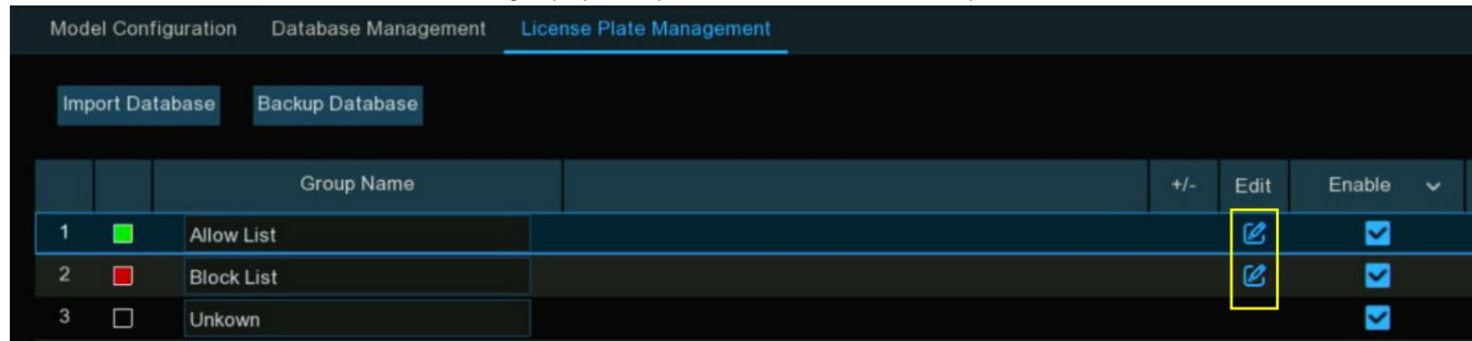 Model Configuration Database Management License Plate Management
Import Database Backup Database
Group Name +/- Edit Enable
1 Allow List
2 Block List
3 Unkown